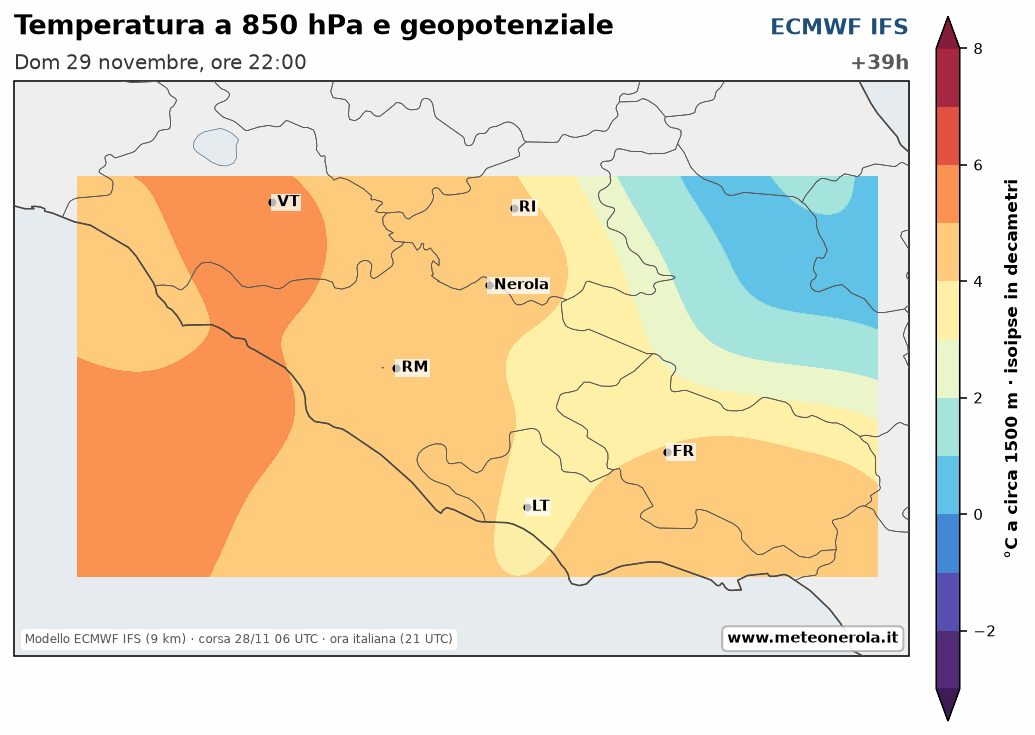 Temperatura a 850 hPa e geopotenziale
ECMWF IFS
Dom 29 novembre, ore 22:00
+39h
VT
RI
Nerola
RM
FR
LT
8
6
4
2
0
−2
°C a circa 1500 m · isoipse in decametri
Modello ECMWF IFS (9 km) · corsa 28/11 06 UTC · ora italiana (21 UTC)
www.meteonerola.it